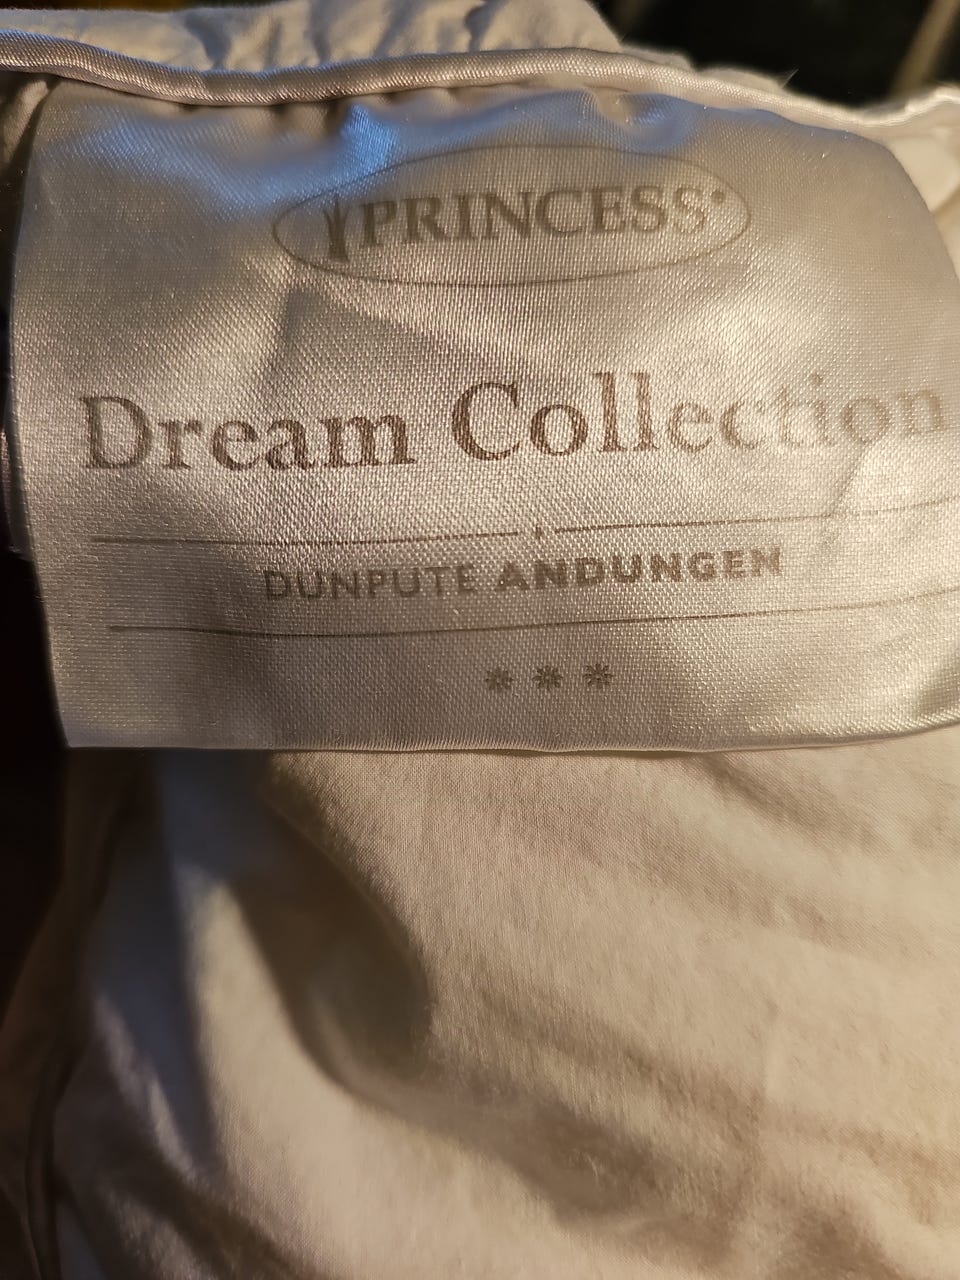 PRINCESS®
Dream Collection
DUNPUTE ANDUNGEN
***